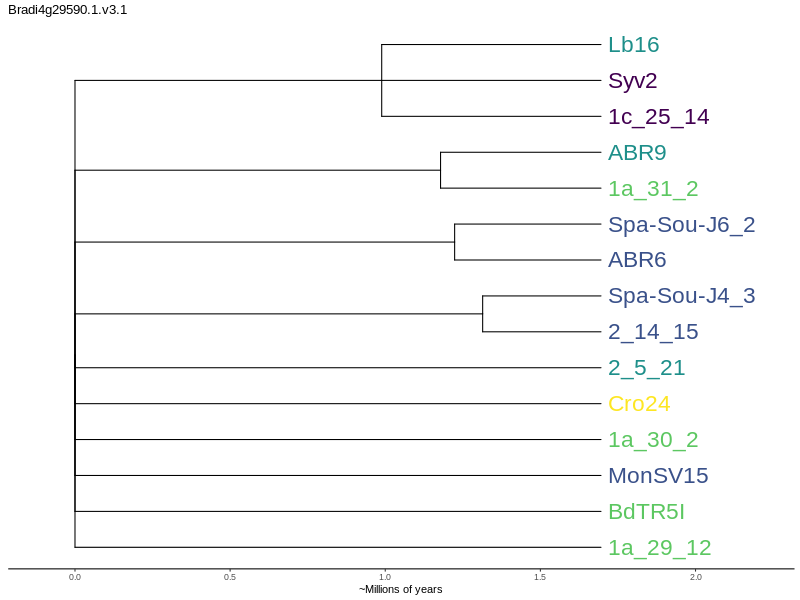 Bradi4g29590.1.v3.1
Lb16
Syv2
1c_25_14
ABR9
1a_31_2
Spa-Sou-J6_2
ABR6
Spa-Sou-J4_3
2_14_15
2_5_21
Cro24
1a_30_2
MonSV15
BdTR5I
1a_29_12
0.0 0.5 1.0 1.5 2.0
~Millions of years